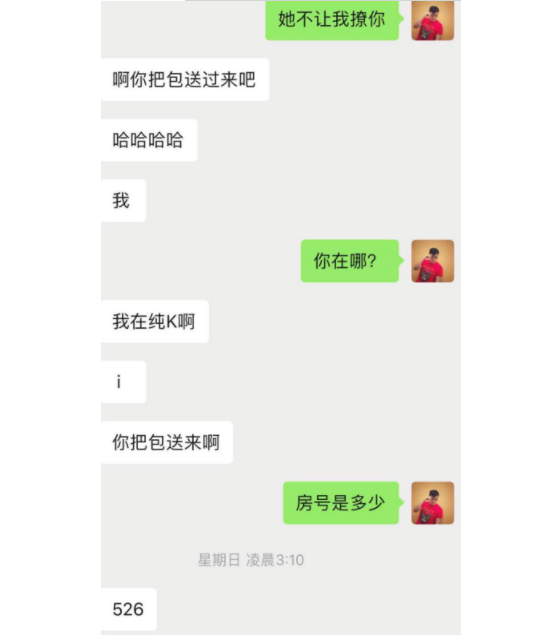 她不让我撩你
啊你把包送过来吧
哈哈哈哈
我
你在哪?
我在纯K啊
i
你把包送来啊
房号是多少
星期日 凌晨3:10
526